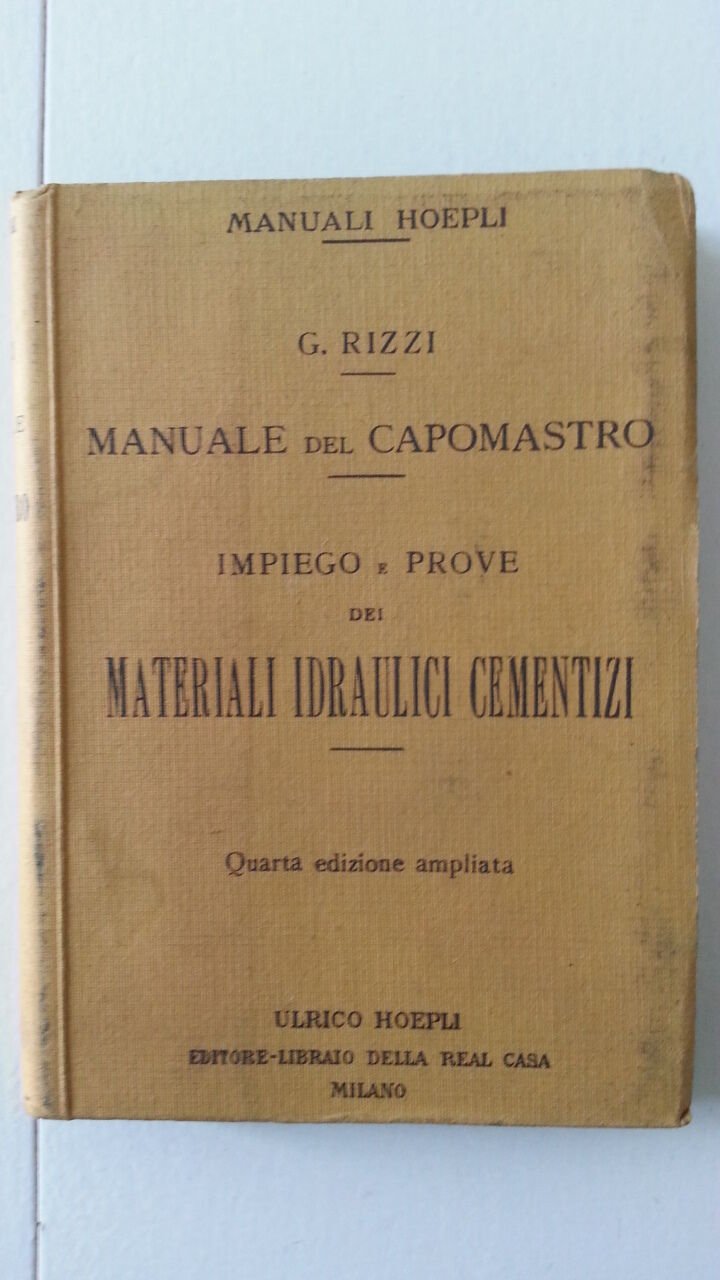 MANUALI HOEPLI
G. RIZZI
MANUALE DEL CAPOMASTRO
IMPIEGO E PROVE
DEI
MATERIALI IDRAULICI CEMENTIZI
Quarta edizione ampliata
ULRICO HOEPLI
EDITORE-LIBRAIO DELLA REAL CASA
MILANO